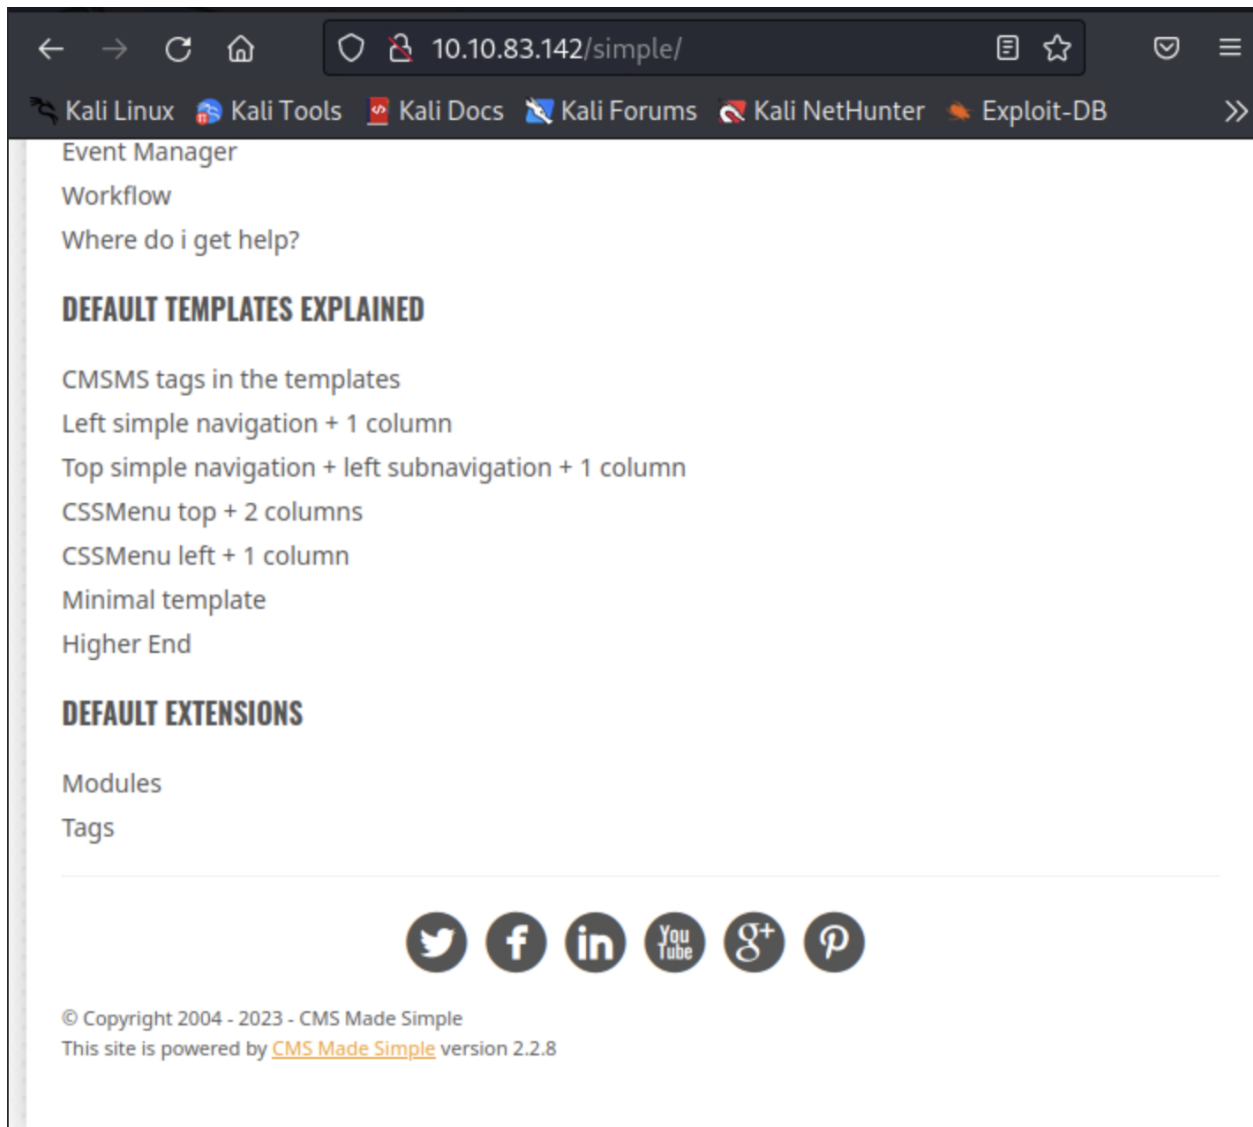 10.10.83.142/simple/
Kali Linux Kali Tools Kali Docs Kali Forums Kali NetHunter Exploit-DB
Event Manager
Workflow
Where do i get help?
DEFAULT TEMPLATES EXPLAINED
CMSMS tags in the templates
Left simple navigation + 1 column
Top simple navigation + left subnavigation + 1 column
CSSMenu top + 2 columns
CSSMenu left + 1 column
Minimal template
Higher End
DEFAULT EXTENSIONS
Modules
Tags
f in You Tube g+
© Copyright 2004 - 2023 - CMS Made Simple
This site is powered by CMS Made Simple version 2.2.8